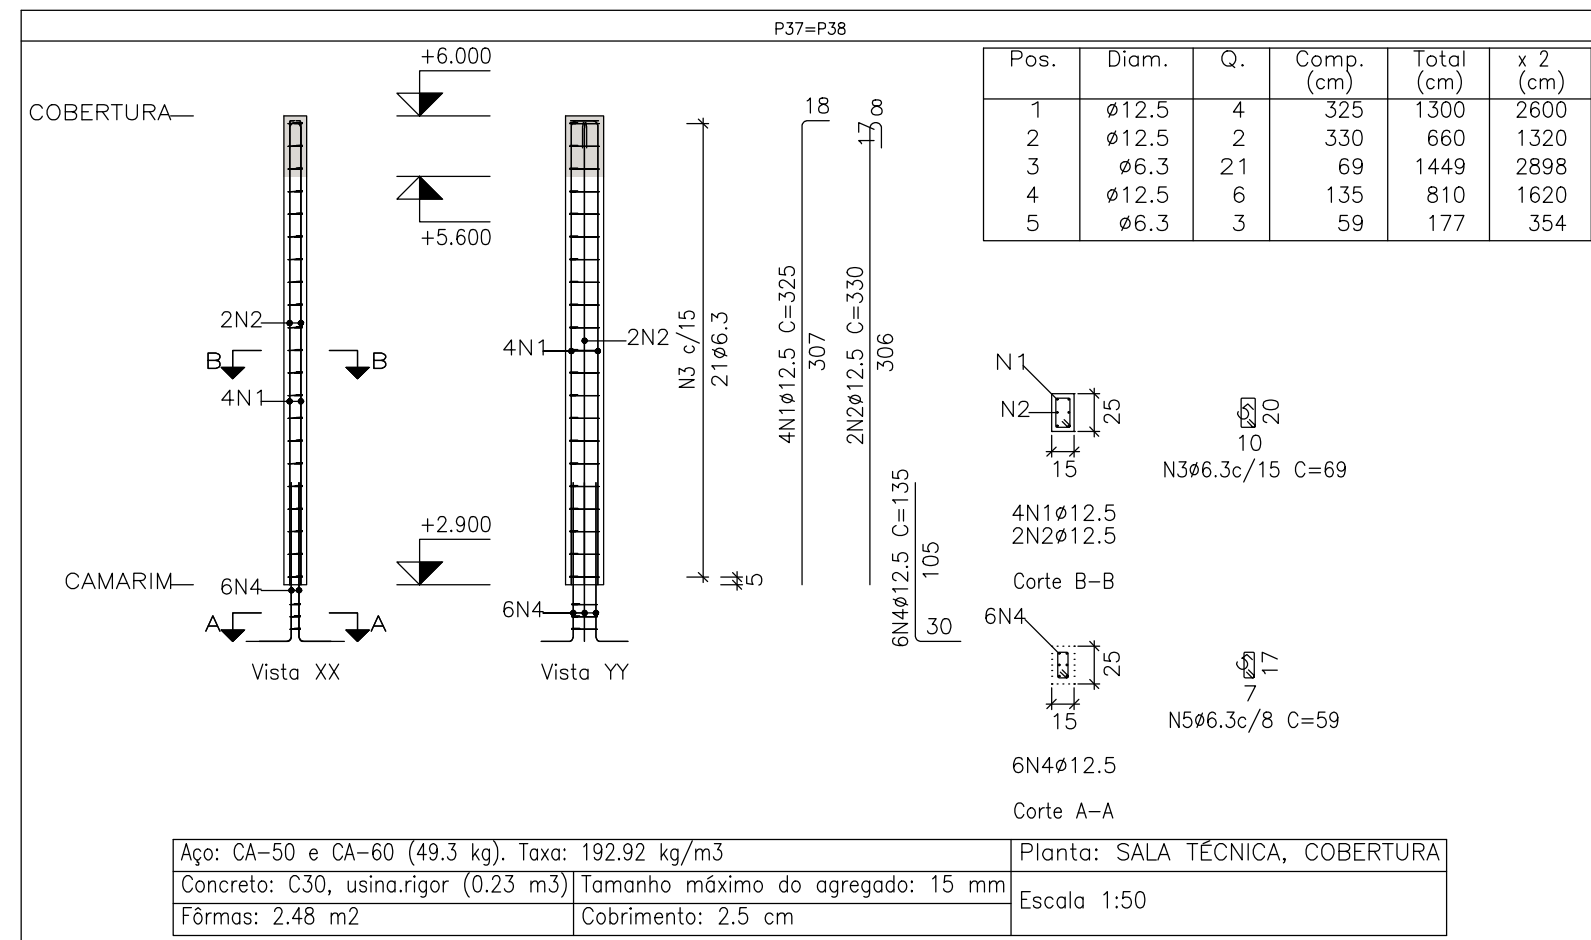 P37=P38
Pos. Diam. Q. Comp. (cm) Total (cm) x 2 (cm)
1 ø12.5 4 325 1300 2600
2 ø12.5 2 330 660 1320
3 ø6.3 21 69 1449 2898
4 ø12.5 6 135 810 1620
5 ø6.3 3 59 177 354
COBERTURA
CAMARIM
2N2
B B
4N1
6N4
A A
Vista XX
+6.000
+5.600
+2.900
4N1
2N2
6N4
Vista YY
N3 c/15
21ø6.3
5
18
4N1ø12.5 C=325
307
17
8
2N2ø12.5 C=330
306
6N4ø12.5 C=135
105
30
N1
N2
25
15
4N1ø12.5
2N2ø12.5
Corte B-B
20
10
N3ø6.3c/15 C=69
6N4
25
15
6N4ø12.5
Corte A-A
17
7
N5ø6.3c/8 C=59
Aço: CA-50 e CA-60 (49.3 kg). Taxa: 192.92 kg/m3
Concreto: C30, usina.rigor (0.23 m3) Tamanho máximo do agregado: 15 mm
Fôrmas: 2.48 m2 Cobrimento: 2.5 cm
Planta: SALA TÉCNICA, COBERTURA
Escala 1:50